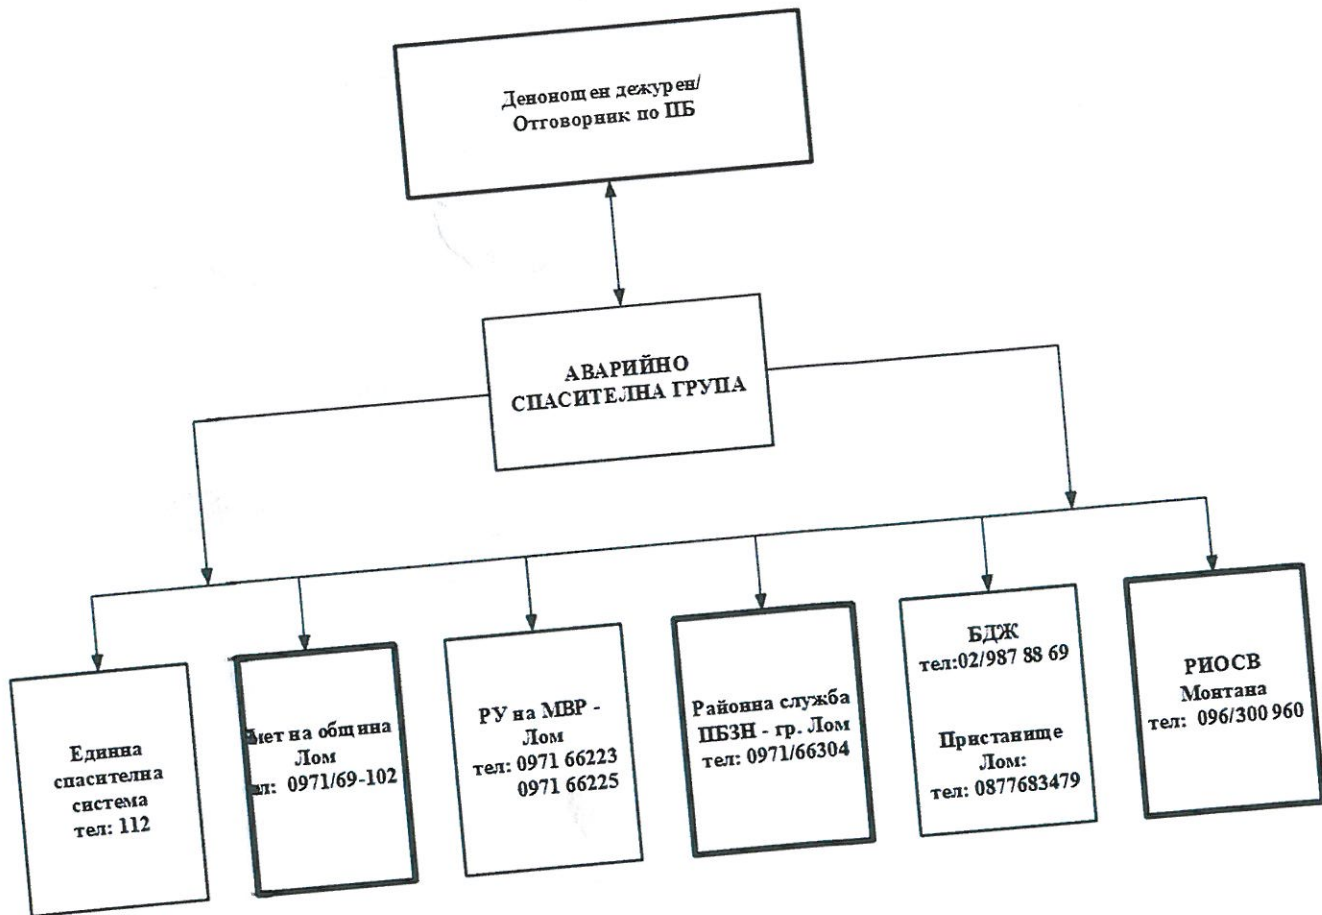 Денонощен дежурен/
Отговорник по ПБ
АВАРИЙНО
СПАСИТЕЛНА ГРУПА
Единна
спасителна
система
тел: 112
мет на община
Лом
ел: 0971/69-102
РУ на МВР -
Лом
тел: 0971 66223
0971 66225
Районна служба
ПБЗН - гр. Лом
тел: 0971/66304
БДЖ
тел:02/987 88 69
Пристанище
Лом:
тел: 0877683479
РИОСВ
Монтана
тел: 096/300 960